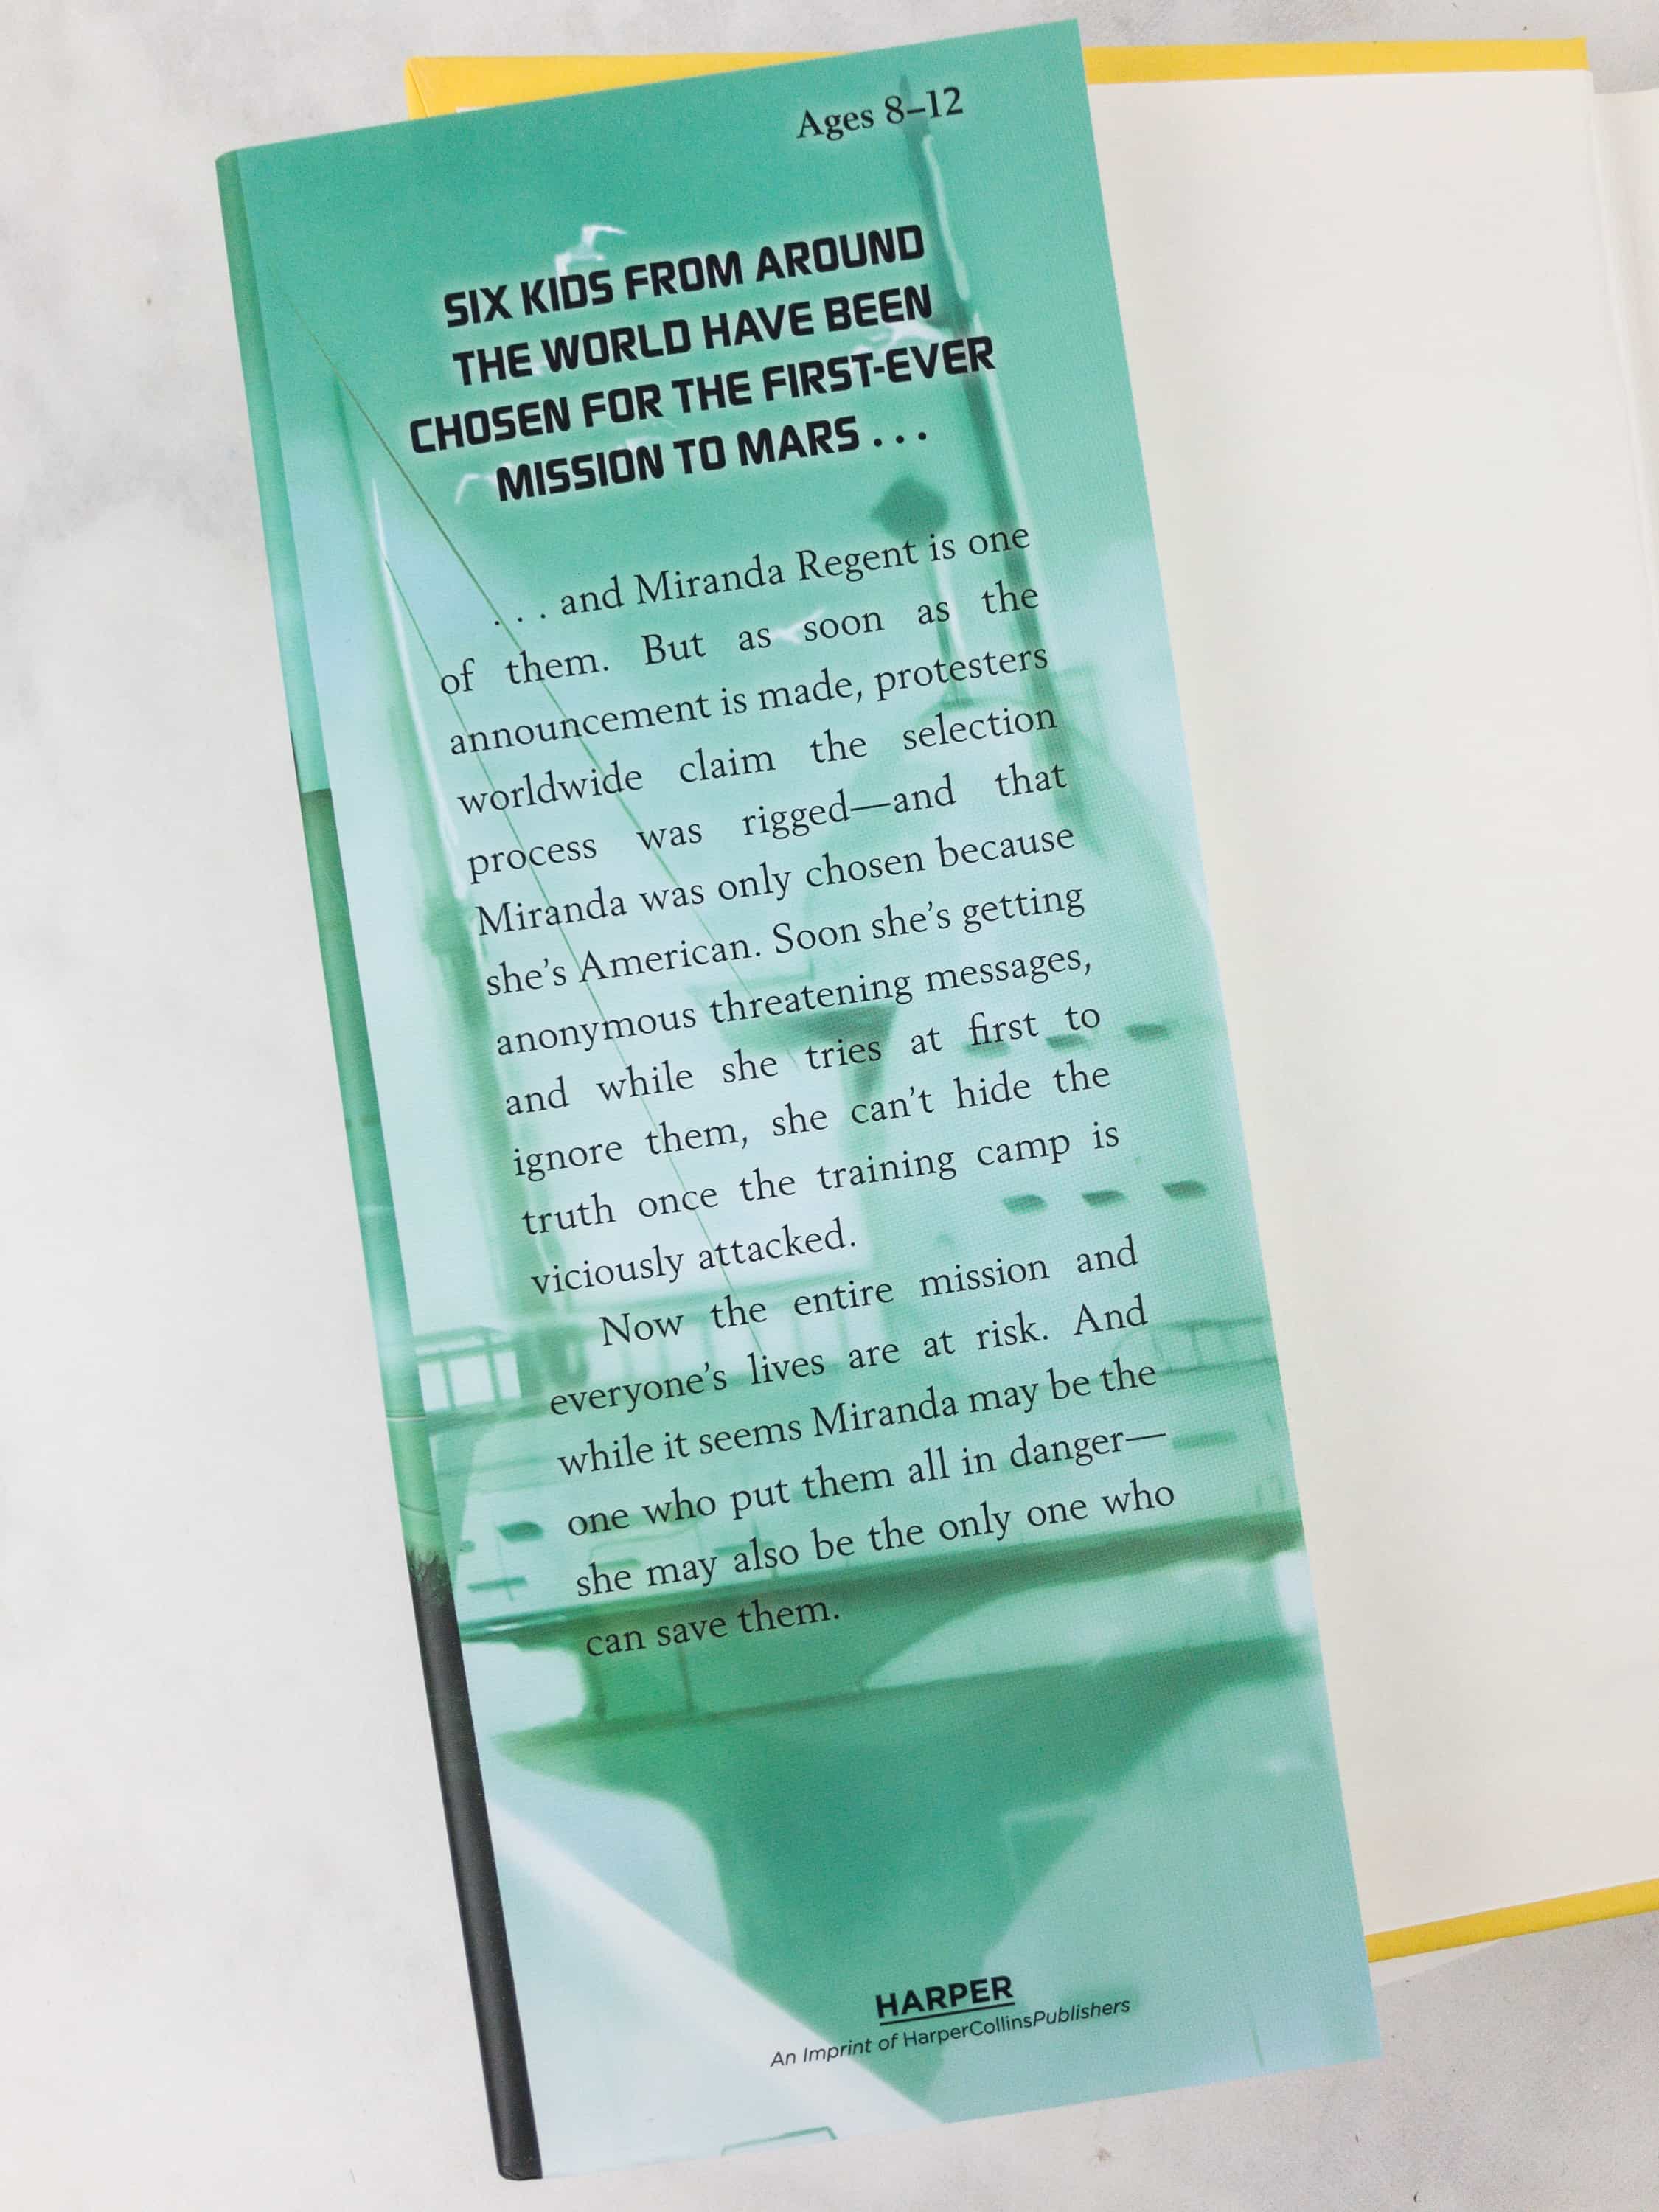 Ages 8–12
SIX KIDS FROM AROUND
THE WORLD HAVE BEEN
CHOSEN FOR THE FIRST-EVER
MISSION TO MARS . . .
. . . and Miranda Regent is one
of them. But as soon as the
announcement is made, protesters
worldwide claim the selection
process was rigged—and that
Miranda was only chosen because
she’s American. Soon she’s getting
anonymous threatening messages,
and while she tries at first to
ignore them, she can’t hide the
truth once the training camp is
viciously attacked.
Now the entire mission and
everyone’s lives are at risk. And
while it seems Miranda may be the
one who put them all in danger—
she may also be the only one who
can save them.
HARPER
An Imprint of HarperCollinsPublishers